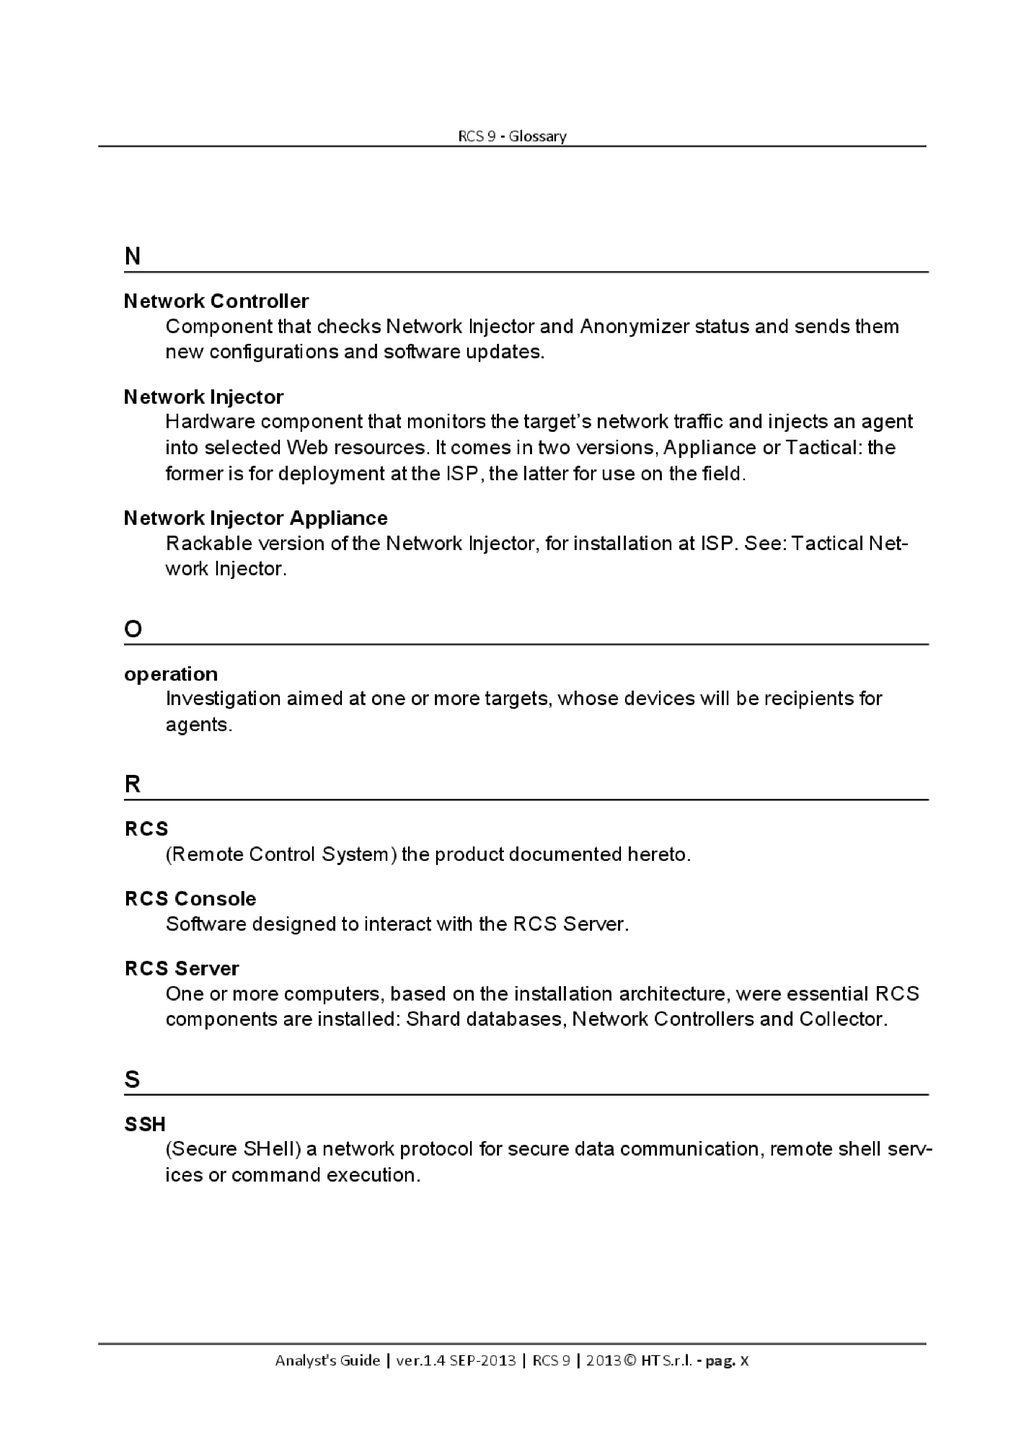 RCS 9 - Glossary
N
Network Controller
Component that checks Network Injector and Anonymizer status and sends them
new configurations and software updates.
Network Injector
Hardware component that monitors the target's network traffic and injects an agent
into selected Web resources. It comes in two versions, Appliance or Tactical: the
former is for deployment at the ISP, the latter for use on the field.
Network Injector Appliance
Rackable version of the Network Injector, for installation at ISP. See: Tactical Net-
work Injector.
O
operation
Investigation aimed at one or more targets, whose devices will be recipients for
agents.
R
RCS
(Remote Control System) the product documented hereto.
RCS Console
Software designed to interact with the RCS Server.
RCS Server
One or more computers, based on the installation architecture, were essential RCS
components are installed: Shard databases, Network Controllers and Collector.
S
SSH
(Secure SHell) a network protocol for secure data communication, remote shell serv-
ices or command execution.
Analyst's Guide | ver.1.4 SEP-2013 | RCS 9 | 2013© HT S.r.l. - pag. x